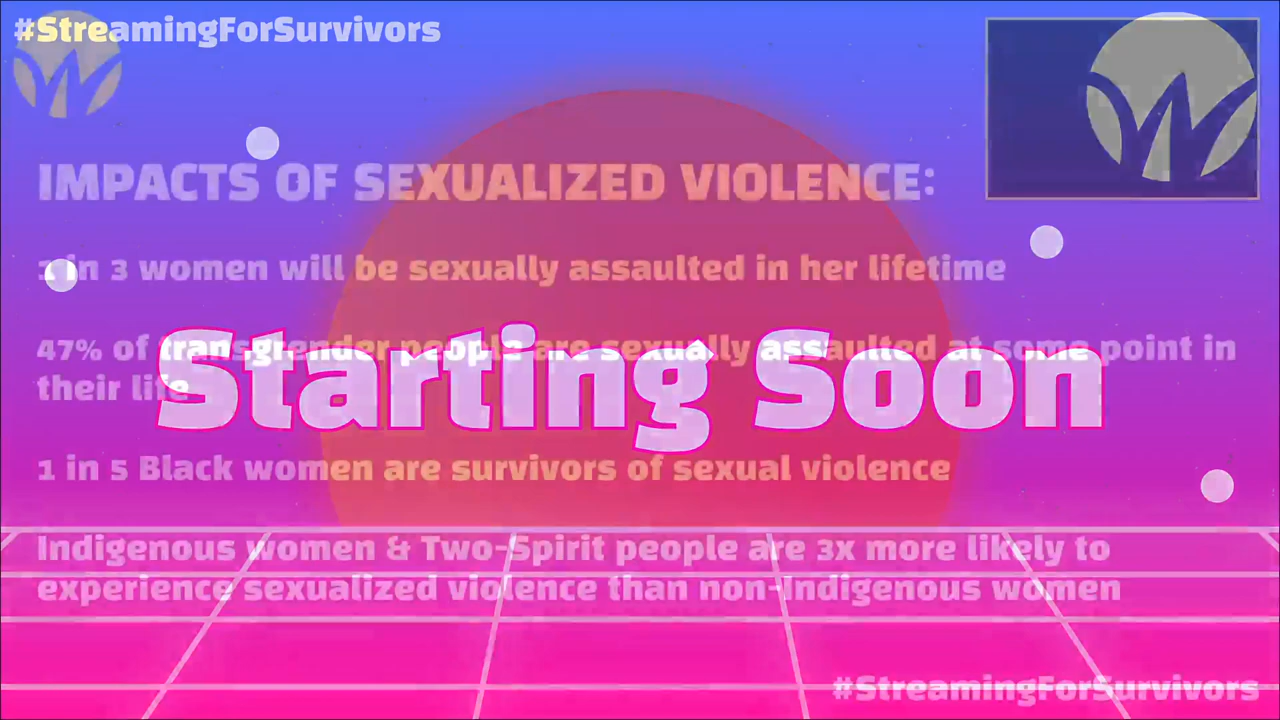 #StreamingForSurvivors
IMPACTS OF SEXUALIZED VIOLENCE:
1 in 3 women will be sexually assaulted in her lifetime
47% of transgender people are sexually assaulted at some point in
their life
Starting Soon
1 in 5 Black women are survivors of sexual violence
Indigenous women & Two-Spirit people are 3x more likely to
experience sexualized violence than non-Indigenous women
#StreamingForSurvivors